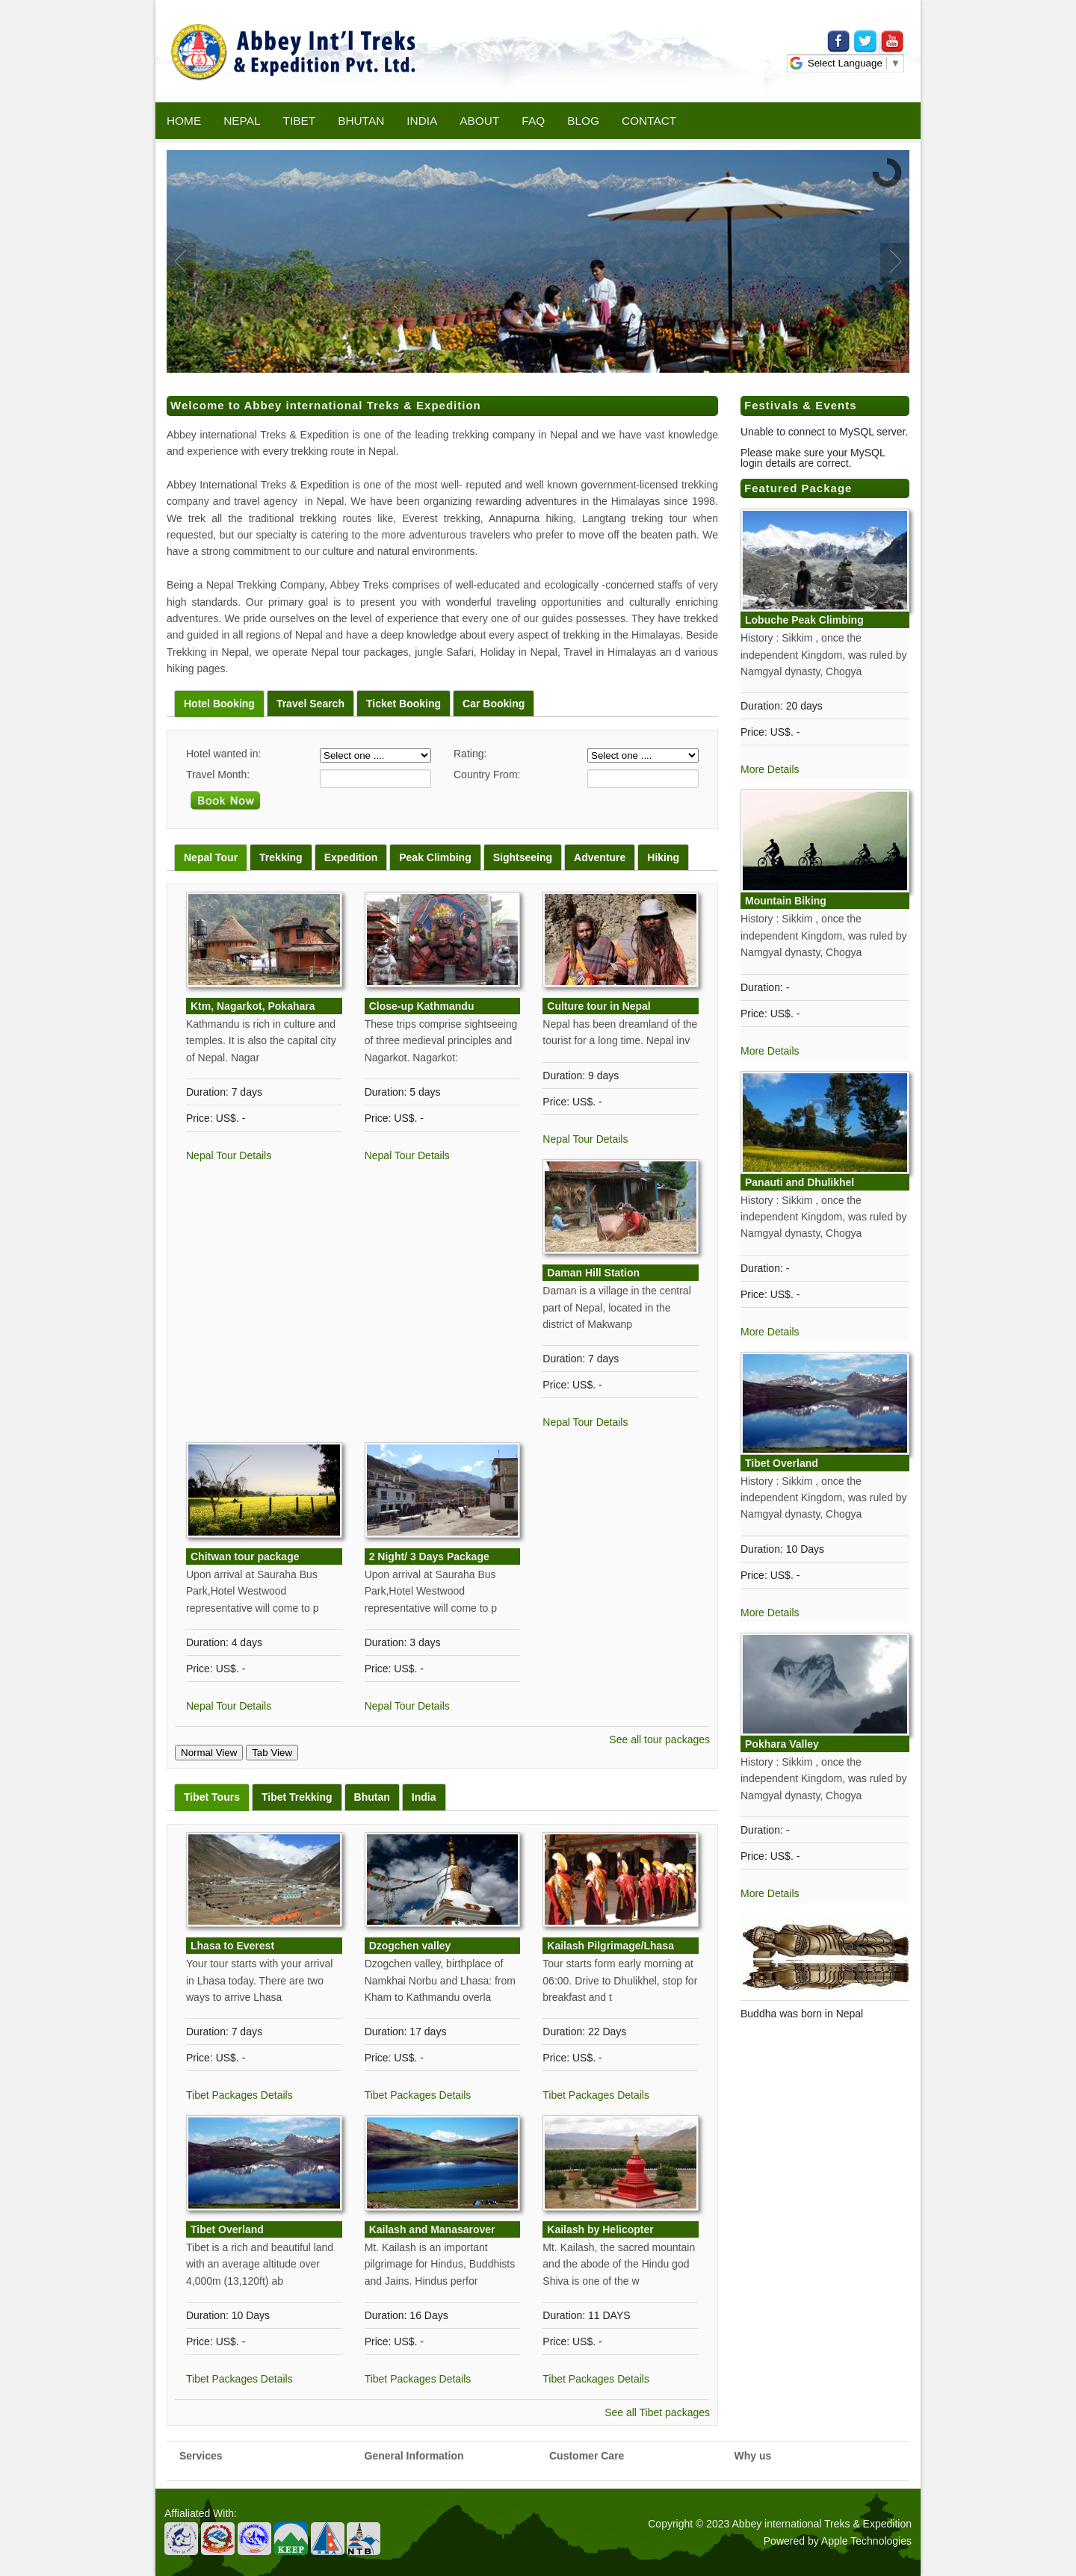 Abbey Int'l Treks
& Expedition Pvt. Ltd.
Select Language ▼
HOME NEPAL TIBET BHUTAN INDIA ABOUT FAQ BLOG CONTACT
Welcome to Abbey international Treks & Expedition
Abbey international Treks & Expedition is one of the leading trekking company in Nepal and we have vast knowledge
and experience with every trekking route in Nepal.
Abbey International Treks & Expedition is one of the most well- reputed and well known government-licensed trekking
company and travel agency in Nepal. We have been organizing rewarding adventures in the Himalayas since 1998.
We trek all the traditional trekking routes like, Everest trekking, Annapurna hiking, Langtang treking tour when
requested, but our specialty is catering to the more adventurous travelers who prefer to move off the beaten path. We
have a strong commitment to our culture and natural environments.
Being a Nepal Trekking Company, Abbey Treks comprises of well-educated and ecologically -concerned staffs of very
high standards. Our primary goal is to present you with wonderful traveling opportunities and culturally enriching
adventures. We pride ourselves on the level of experience that every one of our guides possesses. They have trekked
and guided in all regions of Nepal and have a deep knowledge about every aspect of trekking in the Himalayas. Beside
Trekking in Nepal, we operate Nepal tour packages, jungle Safari, Holiday in Nepal, Travel in Himalayas an d various
hiking pages.
Hotel Booking Travel Search Ticket Booking Car Booking
Hotel wanted in: Select one .... Rating: Select one ....
Travel Month: Country From:
Book Now
Nepal Tour Trekking Expedition Peak Climbing Sightseeing Adventure Hiking
Ktm, Nagarkot, Pokahara
Kathmandu is rich in culture and
temples. It is also the capital city
of Nepal. Nagar
Duration: 7 days
Price: US$. -
Nepal Tour Details
Close-up Kathmandu
These trips comprise sightseeing
of three medieval principles and
Nagarkot. Nagarkot:
Duration: 5 days
Price: US$. -
Nepal Tour Details
Culture tour in Nepal
Nepal has been dreamland of the
tourist for a long time. Nepal inv
Duration: 9 days
Price: US$. -
Nepal Tour Details
Daman Hill Station
Daman is a village in the central
part of Nepal, located in the
district of Makwanp
Duration: 7 days
Price: US$. -
Nepal Tour Details
Chitwan tour package
Upon arrival at Sauraha Bus
Park,Hotel Westwood
representative will come to p
Duration: 4 days
Price: US$. -
Nepal Tour Details
2 Night/ 3 Days Package
Upon arrival at Sauraha Bus
Park,Hotel Westwood
representative will come to p
Duration: 3 days
Price: US$. -
Nepal Tour Details
See all tour packages
Normal View Tab View
Tibet Tours Tibet Trekking Bhutan India
Lhasa to Everest
Your tour starts with your arrival
in Lhasa today. There are two
ways to arrive Lhasa
Duration: 7 days
Price: US$. -
Tibet Packages Details
Dzogchen valley
Dzogchen valley, birthplace of
Namkhai Norbu and Lhasa: from
Kham to Kathmandu overla
Duration: 17 days
Price: US$. -
Tibet Packages Details
Kailash Pilgrimage/Lhasa
Tour starts form early morning at
06:00. Drive to Dhulikhel, stop for
breakfast and t
Duration: 22 Days
Price: US$. -
Tibet Packages Details
Tibet Overland
Tibet is a rich and beautiful land
with an average altitude over
4,000m (13,120ft) ab
Duration: 10 Days
Price: US$. -
Tibet Packages Details
Kailash and Manasarover
Mt. Kailash is an important
pilgrimage for Hindus, Buddhists
and Jains. Hindus perfor
Duration: 16 Days
Price: US$. -
Tibet Packages Details
Kailash by Helicopter
Mt. Kailash, the sacred mountain
and the abode of the Hindu god
Shiva is one of the w
Duration: 11 DAYS
Price: US$. -
Tibet Packages Details
See all Tibet packages
Festivals & Events
Unable to connect to MySQL server.
Please make sure your MySQL
login details are correct.
Featured Package
Lobuche Peak Climbing
History : Sikkim , once the
independent Kingdom, was ruled by
Namgyal dynasty, Chogya
Duration: 20 days
Price: US$. -
More Details
Mountain Biking
History : Sikkim , once the
independent Kingdom, was ruled by
Namgyal dynasty, Chogya
Duration: -
Price: US$. -
More Details
Panauti and Dhulikhel
History : Sikkim , once the
independent Kingdom, was ruled by
Namgyal dynasty, Chogya
Duration: -
Price: US$. -
More Details
Tibet Overland
History : Sikkim , once the
independent Kingdom, was ruled by
Namgyal dynasty, Chogya
Duration: 10 Days
Price: US$. -
More Details
Pokhara Valley
History : Sikkim , once the
independent Kingdom, was ruled by
Namgyal dynasty, Chogya
Duration: -
Price: US$. -
More Details
Buddha was born in Nepal
Services General Information Customer Care Why us
Affialiated With:
KEEP
NTB
Copyright © 2023 Abbey international Treks & Expedition
Powered by Apple Technologies